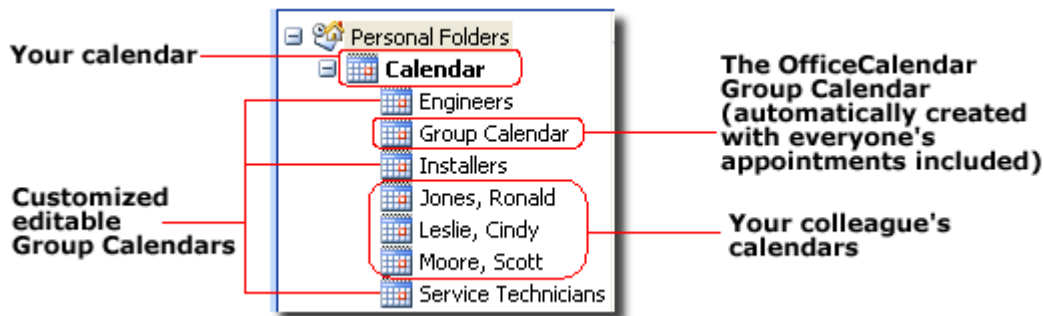 Your calendar
Personal Folders
Calendar
Engineers
Group Calendar
Installers
Jones, Ronald
Leslie, Cindy
Moore, Scott
Service Technicians
Customized
editable
Group Calendars
The OfficeCalendar
Group Calendar
(automatically created
with everyone's
appointments included)
Your colleague's
calendars